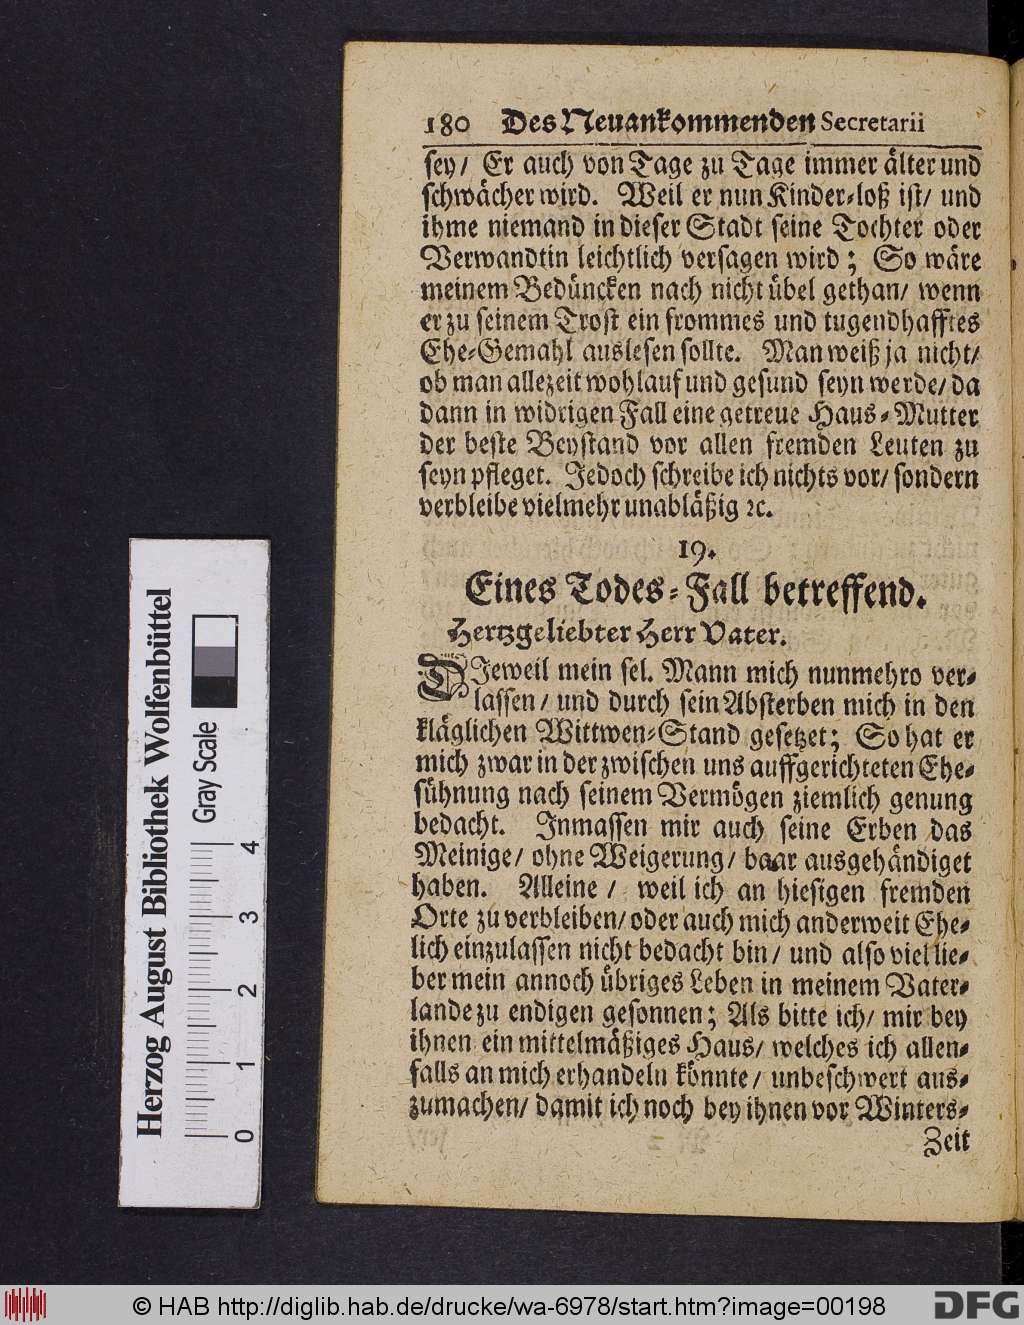 180 Des Neuankommenden Secretarii
sey/ Er auch von Tage zu Tage immer älter und
schwächer wird. Weil er nun Kinder-loß ist/ und
ihme niemand in dieser Stadt seine Tochter oder
Verwandtin leichtlich versagen wird; So wäre
meinem Bedüncken nach nicht übel gethan/ wenn
er zu seinem Trost ein frommes und tugendhafftes
Ehe-Gemahl auslesen sollte. Man weiß ja nicht/
ob man allezeit wohlauf und gesund seyn werde/ da
dann in widrigen Fall eine getreue Haus-Mutter
der beste Beystand vor allen fremden Leuten zu
seyn pfleget. Jedoch schreibe ich nichts vor/ sondern
verbleibe vielmehr unabläßig ꝛc.
19.
Eines Todes-Fall betreffend.
Hertzgeliebter Herr Vater.
DJeweil mein sel. Mann mich nunmehro ver-
lassen/ und durch sein Absterben mich in den
kläglichen Wittwen-Stand gesetzet; So hat er
mich zwar in der zwischen uns auffgerichteten Ehe-
sühnung nach seinem Vermögen ziemlich genung
bedacht. Inmassen mir auch seine Erben das
Meinige/ ohne Weigerung/ baar ausgehändiget
haben. Alleine/ weil ich an hiesigen fremden
Orte zu verbleiben/ oder auch mich anderweit Ehe-
lich einzulassen nicht bedacht bin/ und also viel lie-
ber mein annoch übriges Leben in meinem Vater-
lande zu endigen gesonnen; Als bitte ich/ mir bey
ihnen ein mittelmäßiges Haus/ welches ich allen-
falls an mich erhandeln könnte/ unbeschwert aus-
zumachen/ damit ich noch bey ihnen vor Winters-
Zeit
Herzog August Bibliothek Wolfenbüttel
Gray Scale
0 1 2 3 4
© HAB http://diglib.hab.de/drucke/wa-6978/start.htm?image=00198
DFG